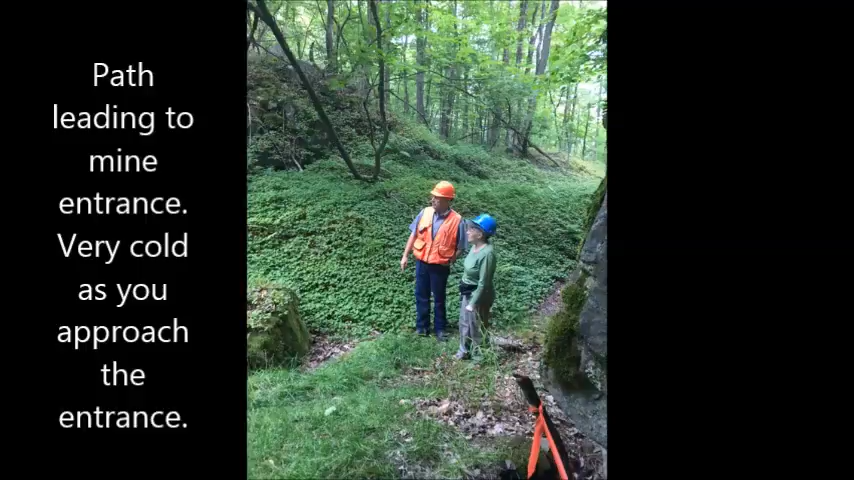 Path
leading to
mine
entrance.
Very cold
as you
approach
the
entrance.